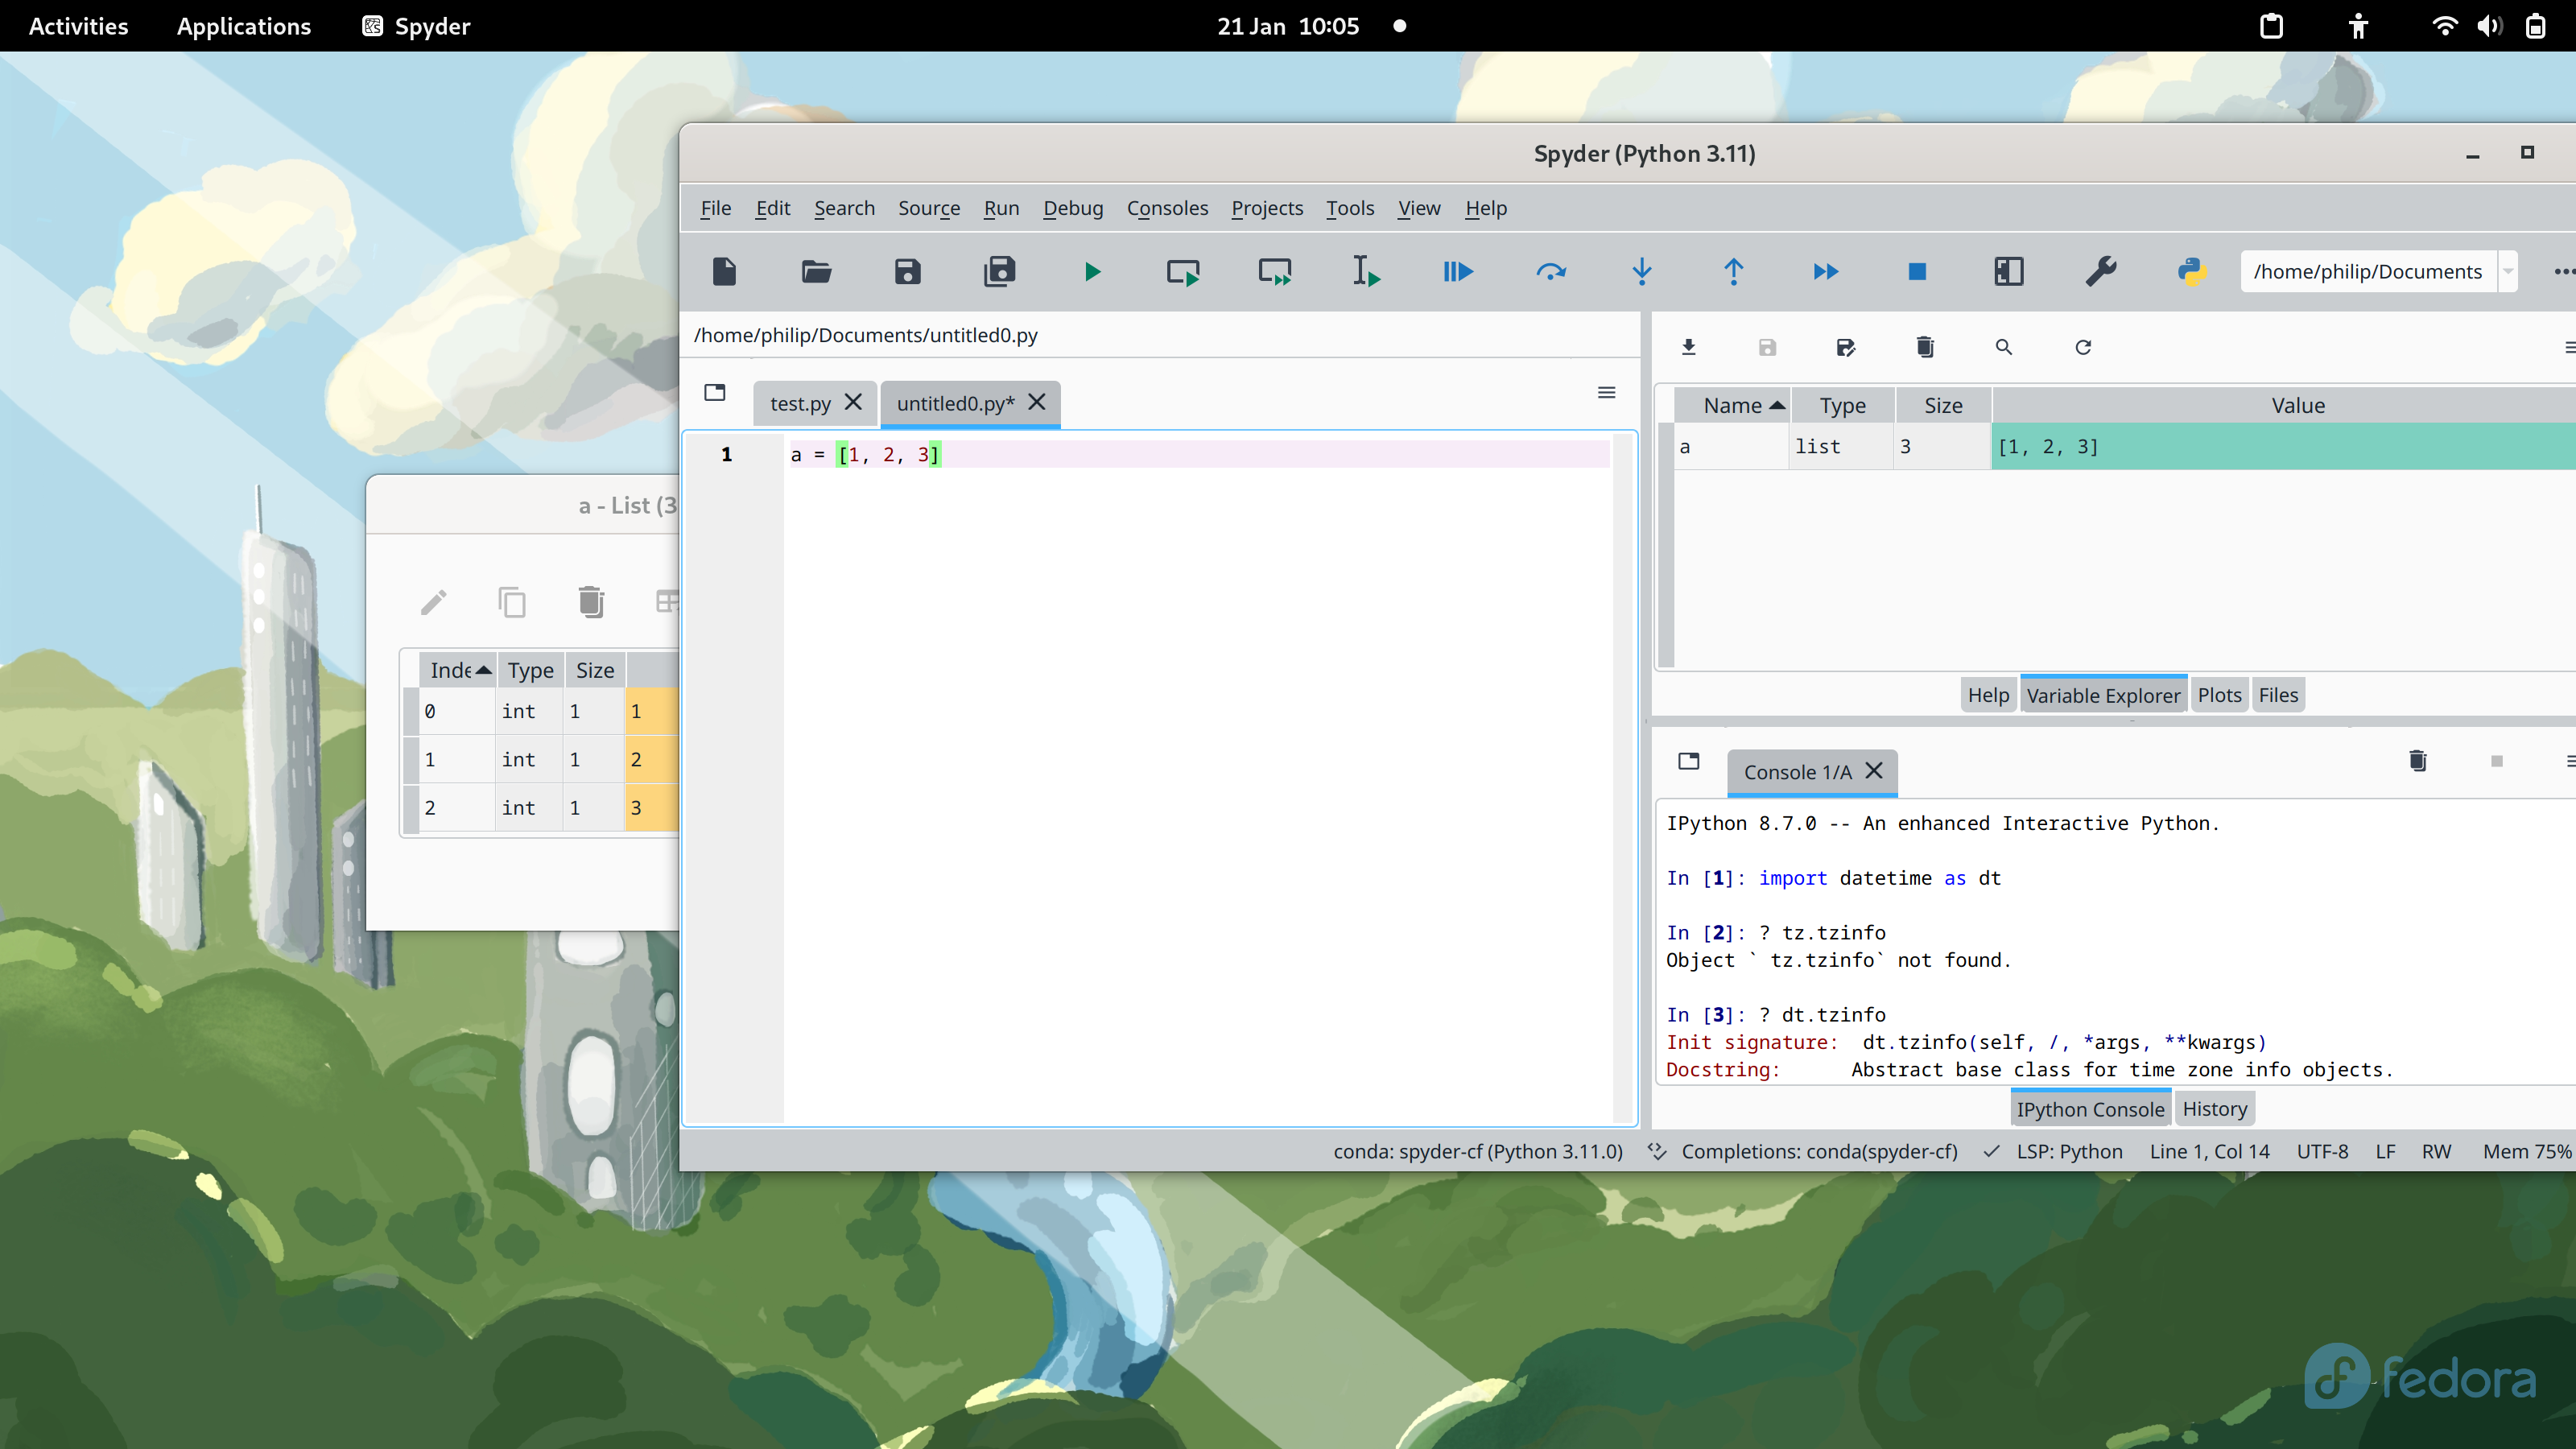 Activities Applications Spyder 21 Jan 10:05
Spyder (Python 3.11)
File Edit Search Source Run Debug Consoles Projects Tools View Help
/home/philip/Documents
/home/philip/Documents/untitled0.py
test.py untitled0.py*
1 a = [1, 2, 3]
Name Type Size Value
a list 3 [1, 2, 3]
Help Variable Explorer Plots Files
Console 1/A
IPython 8.7.0 -- An enhanced Interactive Python.
In [1]: import datetime as dt
In [2]: ? tz.tzinfo
Object ` tz.tzinfo` not found.
In [3]: ? dt.tzinfo
Init signature: dt.tzinfo(self, /, *args, **kwargs)
Docstring: Abstract base class for time zone info objects.
IPython Console History
conda: spyder-cf (Python 3.11.0) Completions: conda(spyder-cf) LSP: Python Line 1, Col 14 UTF-8 LF RW Mem 75%
a - List (3
Inde Type Size
0 int 1 1
1 int 1 2
2 int 1 3
fedora